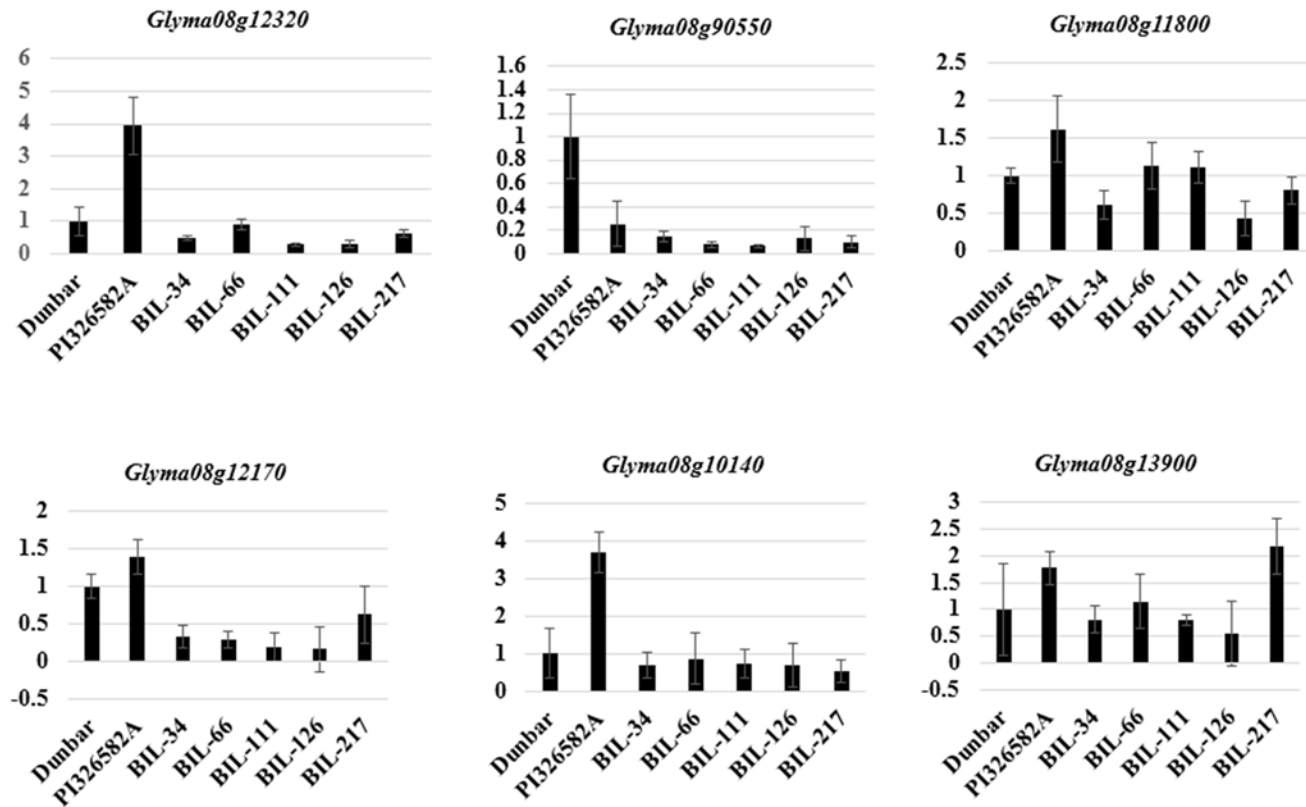 Glyma08g12320
6
5
4
3
2
1
0
Dunbar
PI326582A
BIL-34
BIL-66
BIL-111
BIL-126
BIL-217
Glyma08g90550
1.6
1.4
1.2
1
0.8
0.6
0.4
0.2
0
Dunbar
PI326582A
BIL-34
BIL-66
BIL-111
BIL-126
BIL-217
Glyma08g11800
2.5
2
1.5
1
0.5
0
Dunbar
PI326582A
BIL-34
BIL-66
BIL-111
BIL-126
BIL-217
Glyma08g12170
2
1.5
1
0.5
0
-0.5
Dunbar
PI326582A
BIL-34
BIL-66
BIL-111
BIL-126
BIL-217
Glyma08g10140
5
4
3
2
1
0
Dunbar
PI326582A
BIL-34
BIL-66
BIL-111
BIL-126
BIL-217
Glyma08g13900
3
2.5
2
1.5
1
0.5
0
-0.5
Dunbar
PI326582A
BIL-34
BIL-66
BIL-111
BIL-126
BIL-217